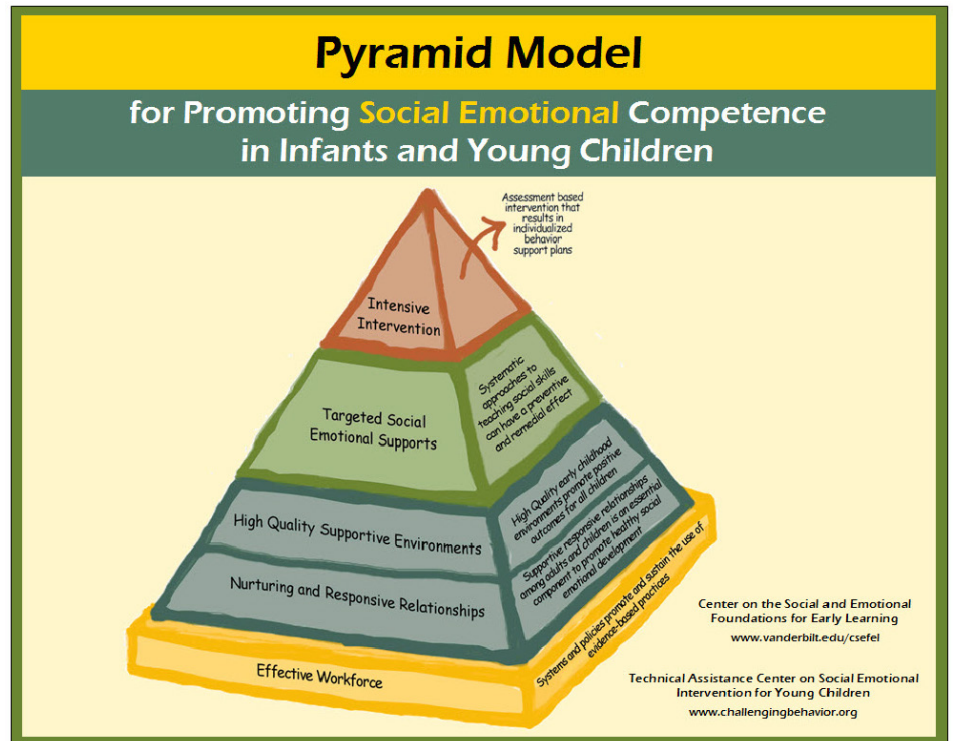 Pyramid Model
for Promoting Social Emotional Competence
in Infants and Young Children
Assessment based
intervention that
results in
individualized
behavior
support plans
Intensive
Intervention
Systematic
approaches to
teaching social skills
can have a preventive
and remedial effect
Targeted Social
Emotional Supports
High Quality early childhood
environments promote positive
outcomes for all children
High Quality Supportive Environments
Supportive responsive relationships
among adults and children is an essential
component to promote healthy social
emotional development
Nurturing and Responsive Relationships
Systems and policies promote and sustain the use of
evidence-based practices
Effective Workforce
Center on the Social and Emotional
Foundations for Early Learning
www.vanderbilt.edu/csefel
Technical Assistance Center on Social Emotional
Intervention for Young Children
www.challengingbehavior.org